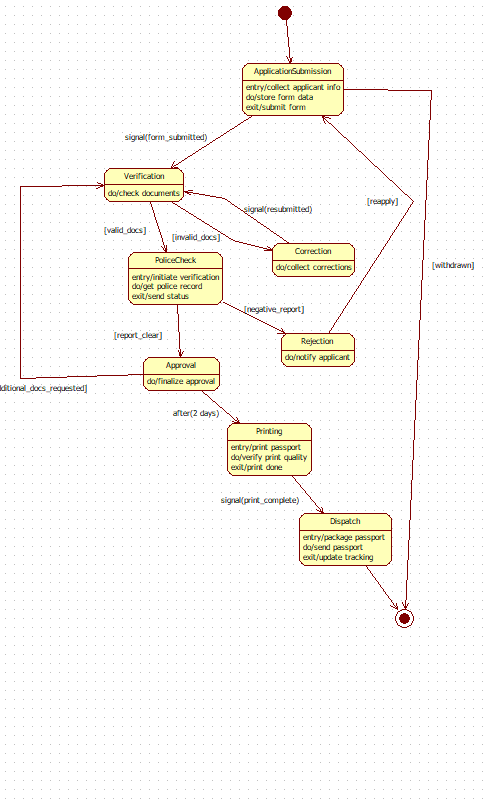 ApplicationSubmission
entry/collect applicant info
do/store form data
exit/submit form
signal(form_submitted)
Verification
do/check documents
[reapply]
signal(resubmitted)
[valid_docs]
[invalid_docs]
Correction
do/collect corrections
PoliceCheck
entry/initiate verification
do/get police record
exit/send status
[withdrawn]
[negative_report]
[report_clear]
Rejection
do/notify applicant
Approval
do/finalize approval
dditional_docs_requested]
after(2 days)
Printing
entry/print passport
do/verify print quality
exit/print done
signal(print_complete)
Dispatch
entry/package passport
do/send passport
exit/update tracking